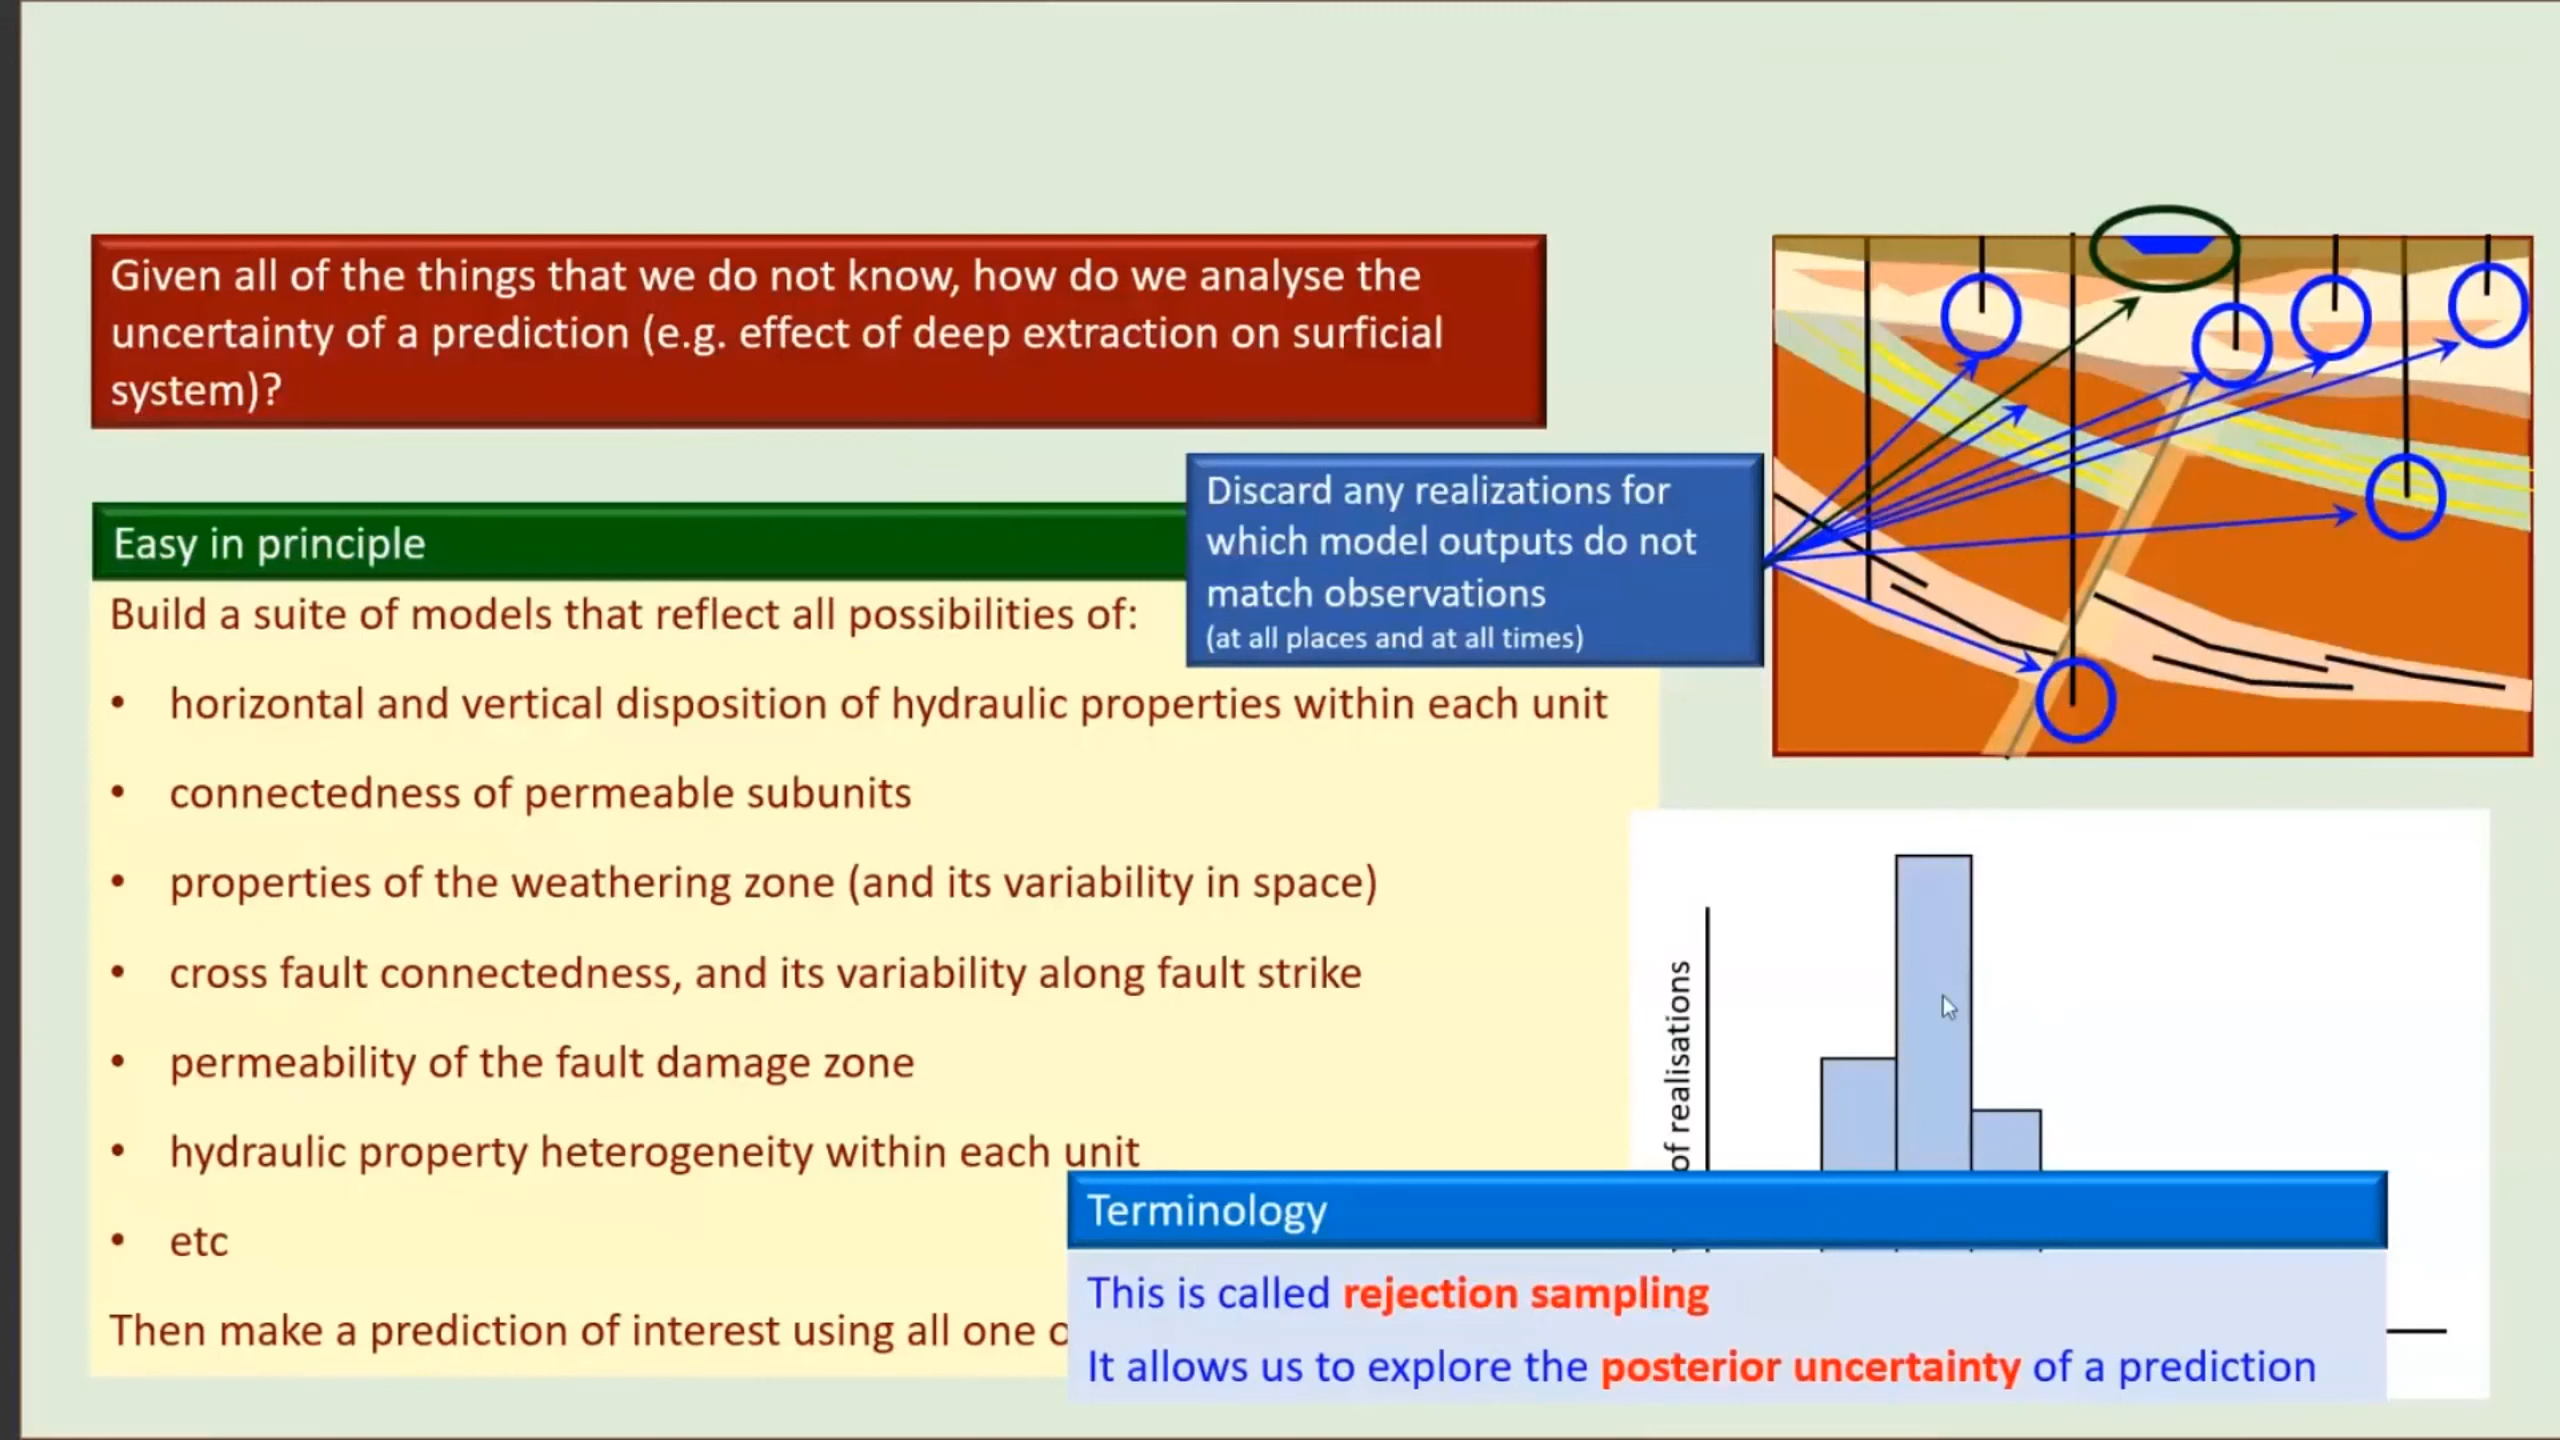 Given all of the things that we do not know, how do we analyse the
uncertainty of a prediction (e.g. effect of deep extraction on surficial
system)?
Easy in principle
Build a suite of models that reflect all possibilities of:
• horizontal and vertical disposition of hydraulic properties within each unit
• connectedness of permeable subunits
• properties of the weathering zone (and its variability in space)
• cross fault connectedness, and its variability along fault strike
• permeability of the fault damage zone
• hydraulic property heterogeneity within each unit
• etc
Then make a prediction of interest using all one
Discard any realizations for
which model outputs do not
match observations
(at all places and at all times)
of realisations
Terminology
This is called rejection sampling
It allows us to explore the posterior uncertainty of a prediction